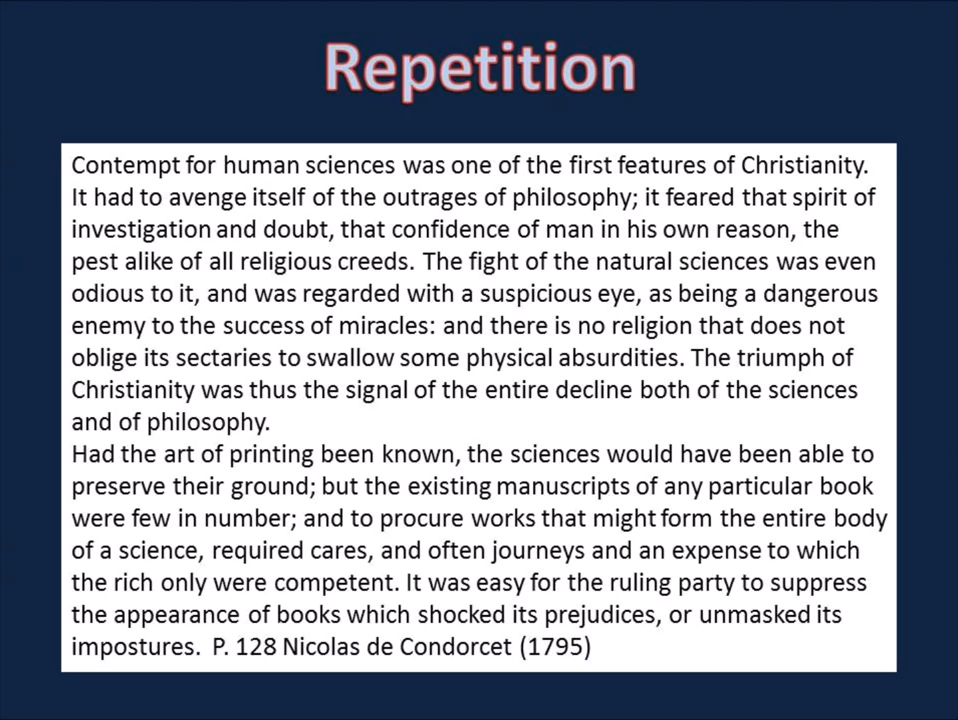 Repetition
Contempt for human sciences was one of the first features of Christianity.
It had to avenge itself of the outrages of philosophy; it feared that spirit of
investigation and doubt, that confidence of man in his own reason, the
pest alike of all religious creeds. The fight of the natural sciences was even
odious to it, and was regarded with a suspicious eye, as being a dangerous
enemy to the success of miracles: and there is no religion that does not
oblige its sectaries to swallow some physical absurdities. The triumph of
Christianity was thus the signal of the entire decline both of the sciences
and of philosophy.
Had the art of printing been known, the sciences would have been able to
preserve their ground; but the existing manuscripts of any particular book
were few in number; and to procure works that might form the entire body
of a science, required cares, and often journeys and an expense to which
the rich only were competent. It was easy for the ruling party to suppress
the appearance of books which shocked its prejudices, or unmasked its
impostures. P. 128 Nicolas de Condorcet (1795)